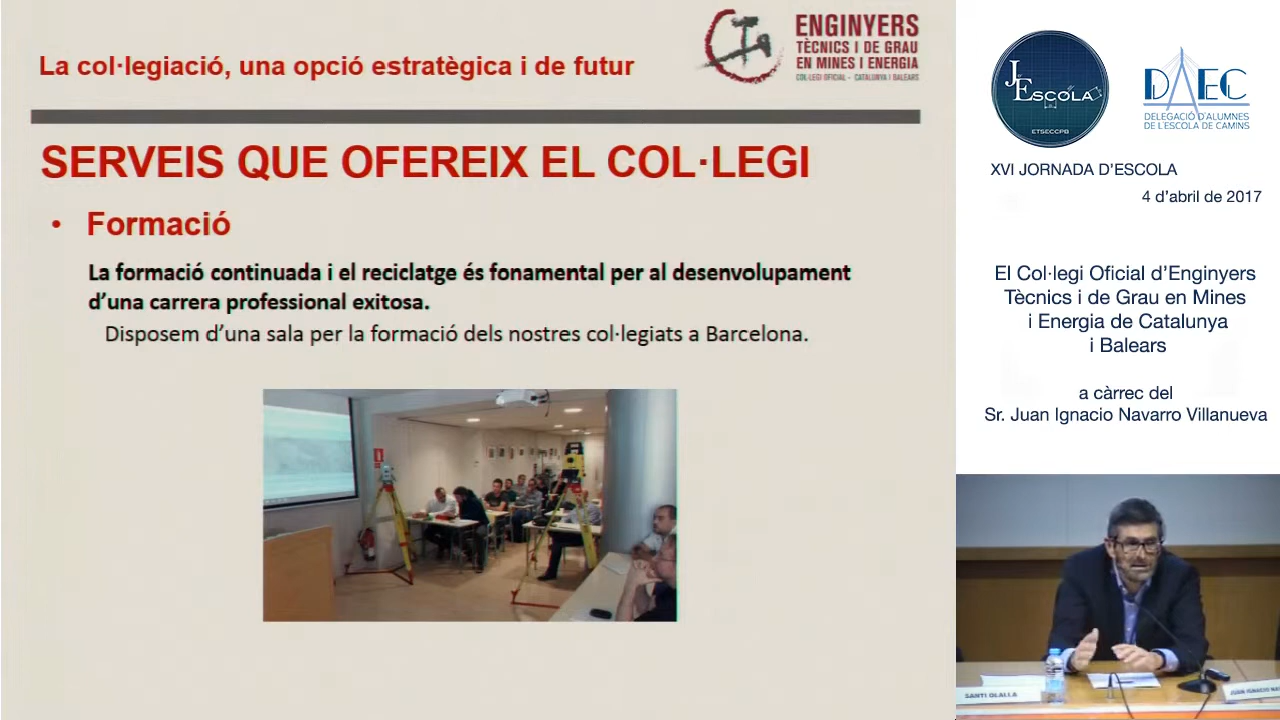 La col·legiació, una opció estratègica i de futur
ENGINYERS
TÈCNICS I DE GRAU
EN MINES I ENERGIA
COL·LEGI OFICIAL - CATALUNYA I BALEARS
SERVEIS QUE OFEREIX EL COL·LEGI
• Formació
La formació continuada i el reciclatge és fonamental per al desenvolupament
d'una carrera professional exitosa.
Disposem d'una sala per la formació dels nostres col·legiats a Barcelona.
J
ESCOLA
ETSECCPB
DAEC
DELEGACIÓ D'ALUMNES
DE L'ESCOLA DE CAMINS
XVI JORNADA D'ESCOLA
4 d'abril de 2017
El Col·legi Oficial d'Enginyers
Tècnics i de Grau en Mines
i Energia de Catalunya
i Balears
a càrrec del
Sr. Juan Ignacio Navarro Villanueva
SANTI OLALLA
JUAN IGNACIO